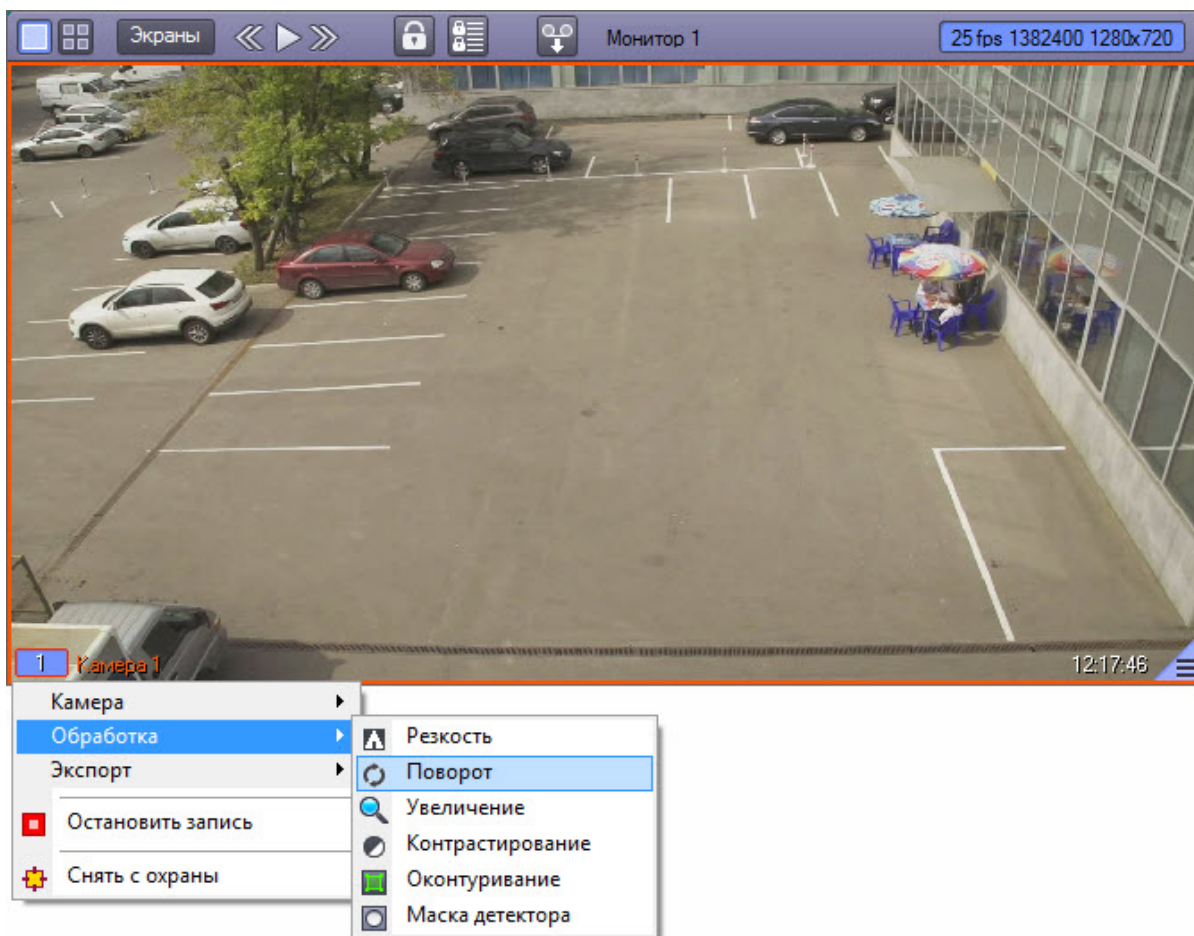 Экраны
Монитор 1
25 fps 1382400 1280x720
1 Камера 1
12:17:46
Камера
Обработка
Экспорт
Остановить запись
Снять с охраны
Резкость
Поворот
Увеличение
Контрастирование
Оконтуривание
Маска детектора